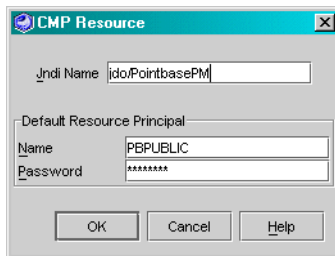 CMP Resource
Jndi Name jdo/PointbasePM
Default Resource Principal
Name PBPUBLIC
Password ********
OK Cancel Help